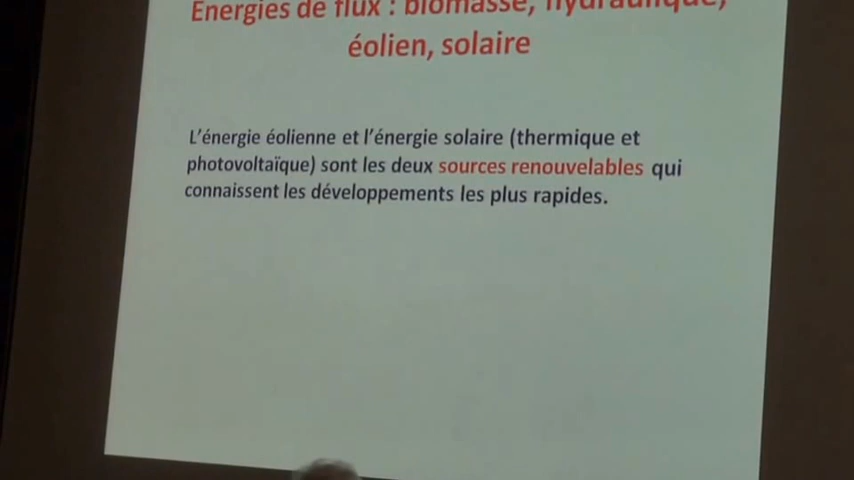 Energies de flux : biomasse, hydraulique,
éolien, solaire
L'énergie éolienne et l'énergie solaire (thermique et
photovoltaïque) sont les deux sources renouvelables qui
connaissent les développements les plus rapides.